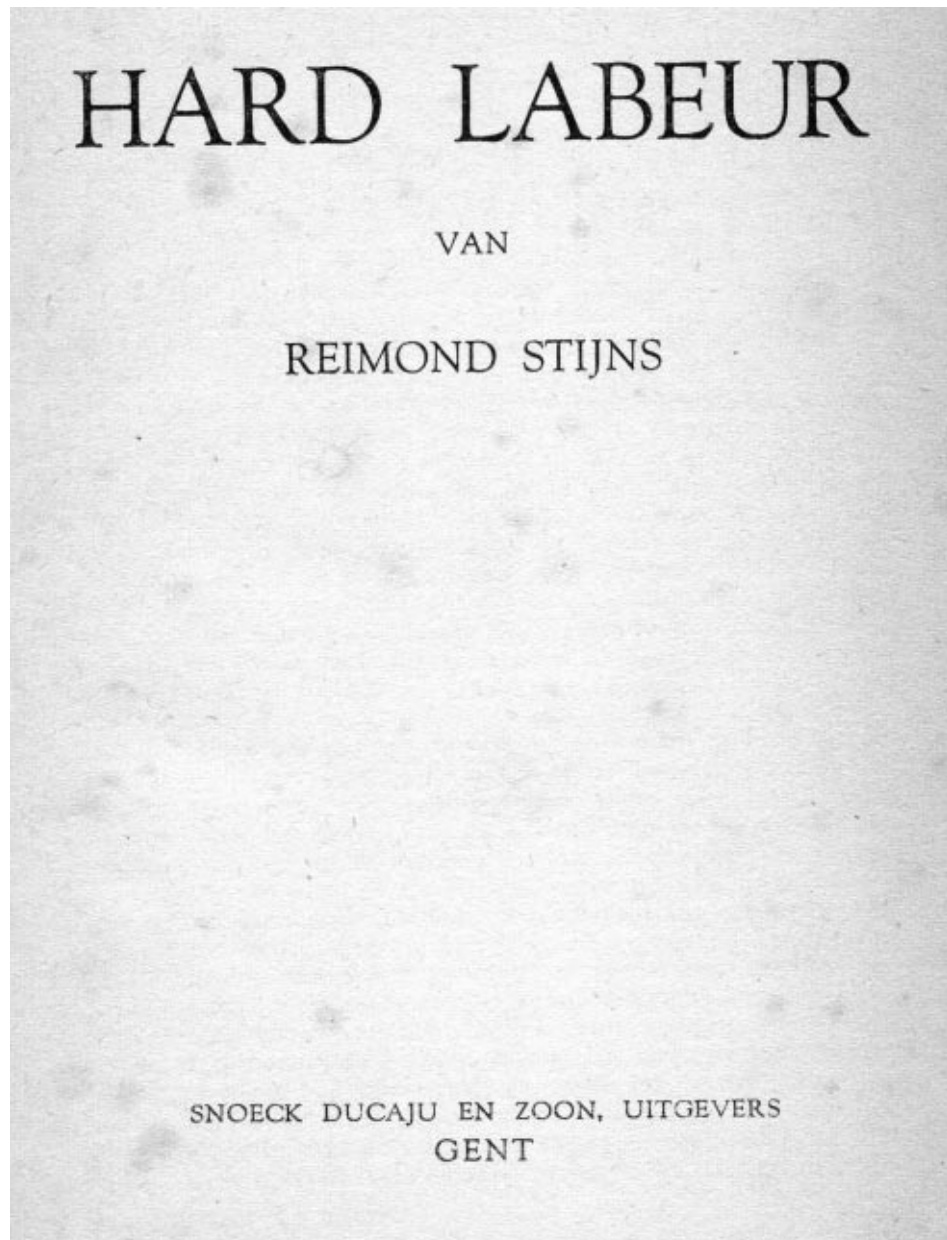 HARD LABEUR
VAN
REIMOND STIJNS
SNOECK DUCAJU EN ZOON, UITGEVERS
GENT